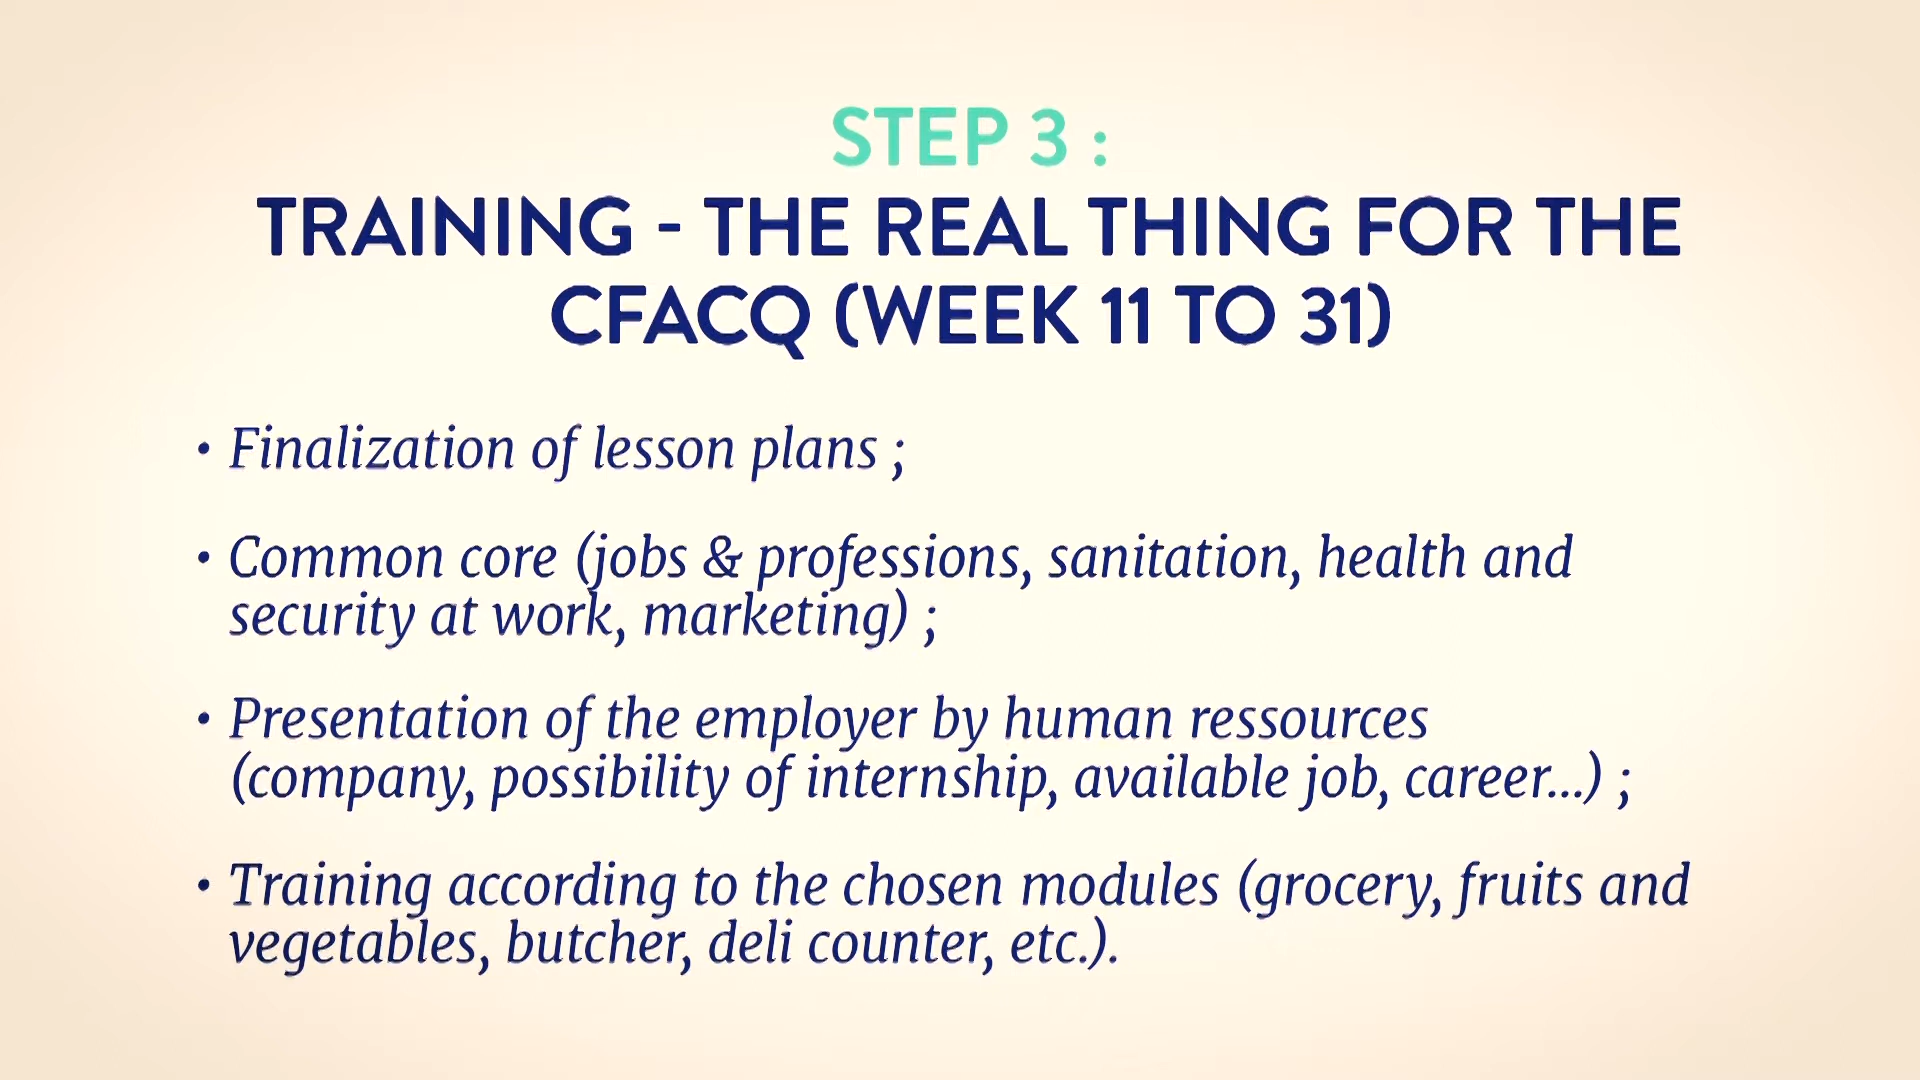 STEP 3 :
TRAINING - THE REAL THING FOR THE
CFACQ (WEEK 11 TO 31)
• Finalization of lesson plans ;
• Common core (jobs & professions, sanitation, health and
security at work, marketing) ;
• Presentation of the employer by human ressources
(company, possibility of internship, available job, career...) ;
• Training according to the chosen modules (grocery, fruits and
vegetables, butcher, deli counter, etc.).